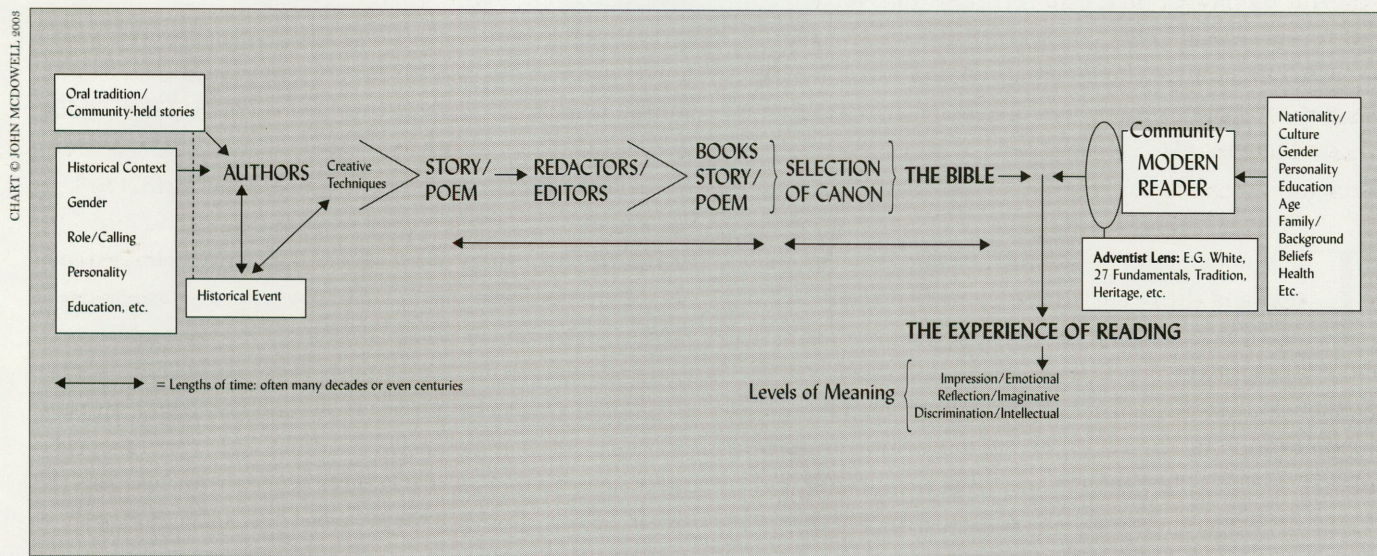 CHART © JOHN MCDOWELL 2003
Oral tradition/
Community-held stories
Historical Context
Gender
Role/Calling
Personality
Education, etc.
AUTHORS
Historical Event
Creative
Techniques
STORY/
POEM
REDACTORS/
EDITORS
BOOKS
STORY/
POEM
SELECTION
OF CANON
THE BIBLE
Community
MODERN
READER
Nationality/
Culture
Gender
Personality
Education
Age
Family/
Background
Beliefs
Health
Etc.
Adventist Lens: E.G. White,
27 Fundamentals, Tradition,
Heritage, etc.
THE EXPERIENCE OF READING
Levels of Meaning
Impression/Emotional
Reflection/Imaginative
Discrimination/Intellectual
= Lengths of time: often many decades or even centuries